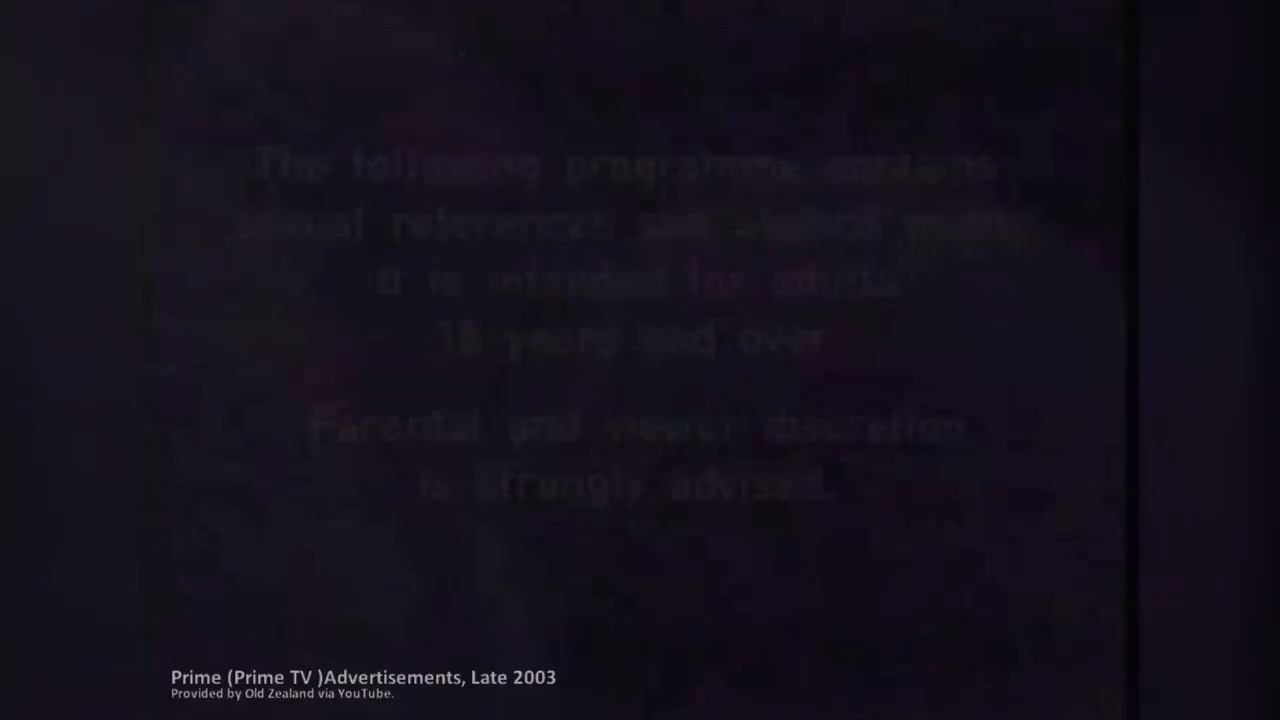 The following programme contains
sexual references and
it is intended for adults
18 years and over
Parental and viewer discretion
is strongly advised.
Prime (Prime TV )Advertisements, Late 2003
Provided by Old Zealand via YouTube.